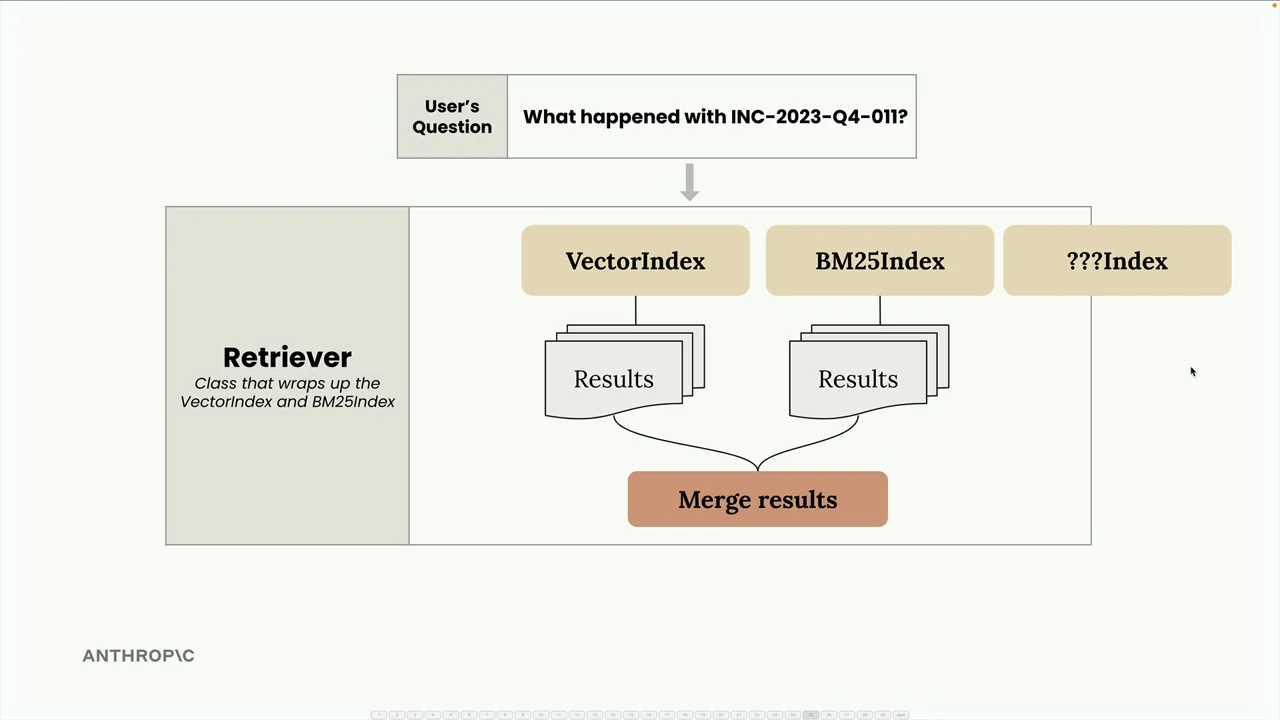 User's
Question
What happened with INC-2023-Q4-011?
VectorIndex
BM25Index
???Index
Retriever
Class that wraps up the
VectorIndex and BM25Index
Results
Results
Merge results
ANTHROP\C